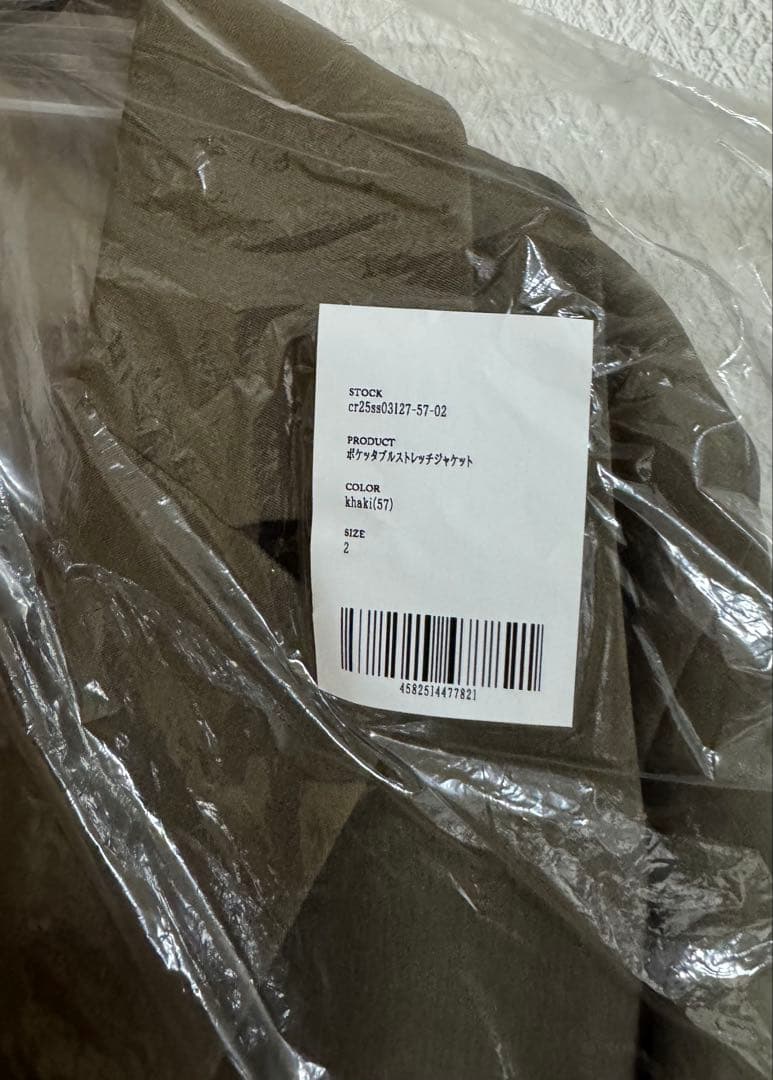 STOCK
cr25ss03127-57-02
PRODUCT
ポケッタブルストレッチジャケット
COLOR
khaki(57)
SIZE
2
4582514477821